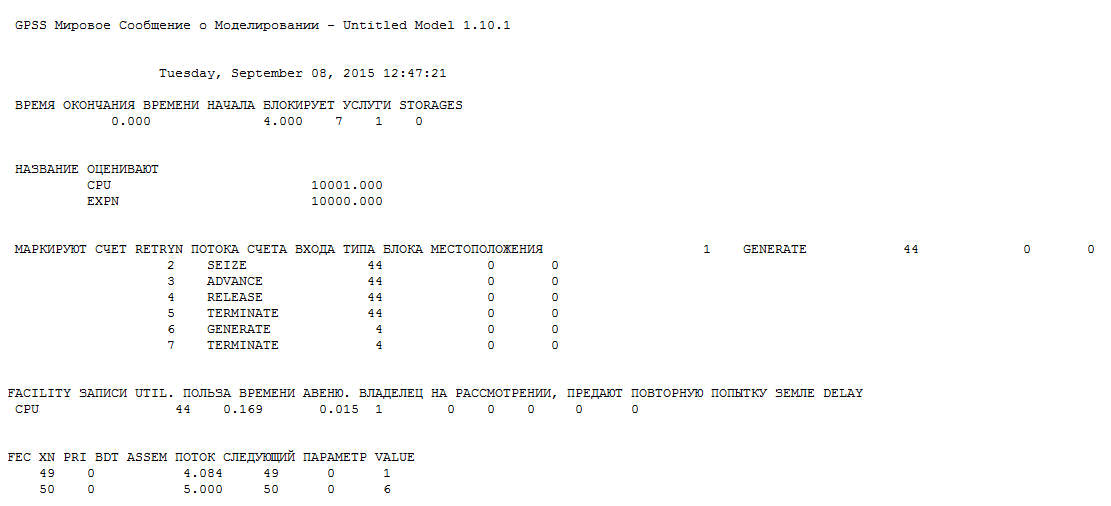 GPSS Мировое Сообщение о Моделировании - Untitled Model 1.10.1
Tuesday, September 08, 2015 12:47:21
ВРЕМЯ ОКОНЧАНИЯ ВРЕМЕНИ НАЧАЛА БЛОКИРУЕТ УСЛУГИ STORAGES
0.000 4.000 7 1 0
НАЗВАНИЕ ОЦЕНИВАЮТ
CPU 10001.000
EXPN 10000.000
МАРКИРУЮТ СЧЕТ RETRYN ПОТОКА СЧЕТА ВХОДА ТИПА БЛОКА МЕСТОПОЛОЖЕНИЯ 1 GENERATE 44 0 0
2 SEIZE 44 0 0
3 ADVANCE 44 0 0
4 RELEASE 44 0 0
5 TERMINATE 44 0 0
6 GENERATE 4 0 0
7 TERMINATE 4 0 0
FACILITY ЗАПИСИ UTIL. ПОЛЬЗА ВРЕМЕНИ АВЕНЮ. ВЛАДЕЛЕЦ НА РАССМОТРЕНИИ, ПРЕДАЮТ ПОВТОРНУЮ ПОПЫТКУ ЗЕМЛЕ DELAY
CPU 44 0.169 0.015 1 0 0 0 0 0
FEC XN PRI BDT ASSEM ПОТОК СЛЕДУЮЩИЙ ПАРАМЕТР VALUE
49 0 4.084 49 0 1
50 0 5.000 50 0 6